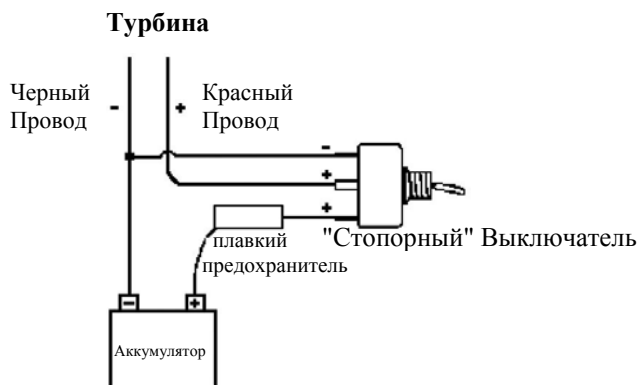 Турбина
Черный
Провод
-
+
Красный
Провод
-
+
+
плавкий
предохранитель
"Стопорный" Выключатель
-
+
Аккумулятор